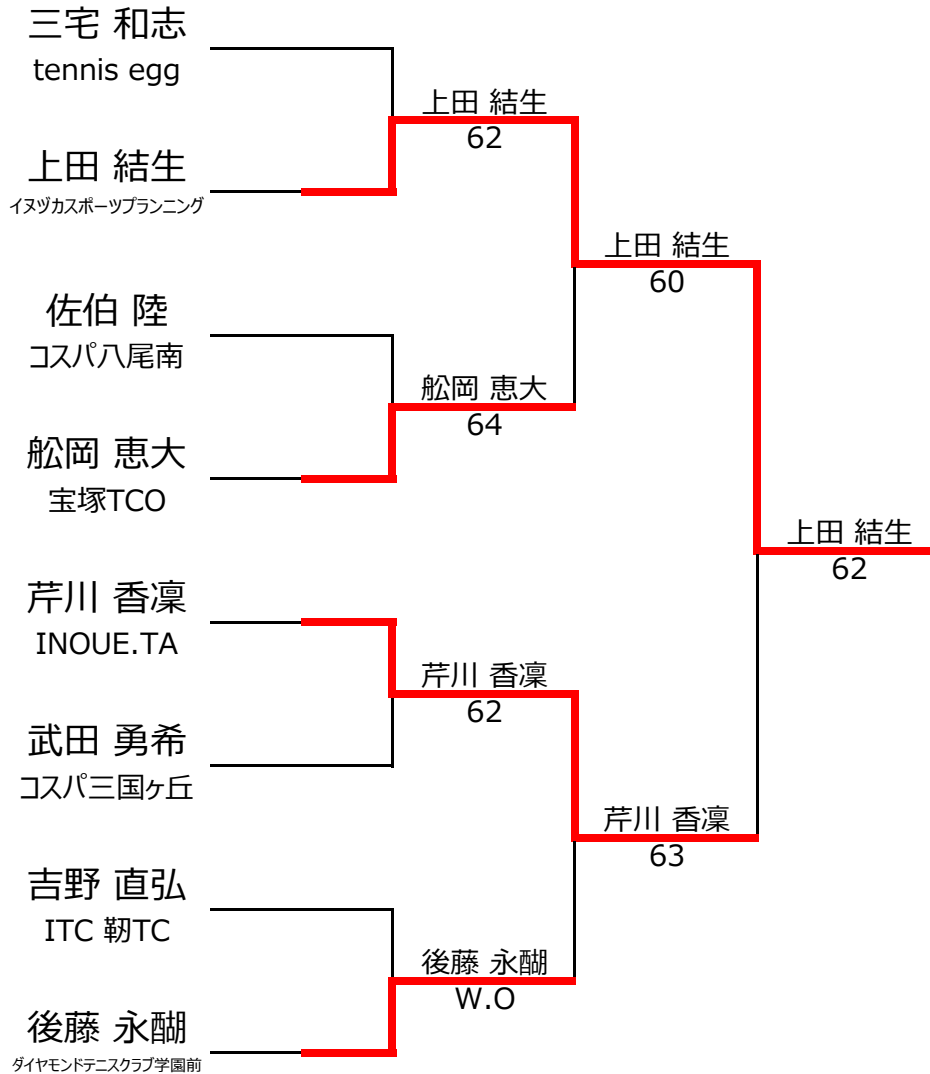 三宅 和志
tennis egg
上田 結生
62
上田 結生
イヌヅカスポーツプランニング
上田 結生
60
佐伯 陸
コスパ八尾南
舩岡 恵大
64
舩岡 恵大
宝塚TCO
上田 結生
62
芹川 香凜
INOUE.TA
芹川 香凜
62
武田 勇希
コスパ三国ヶ丘
芹川 香凜
63
吉野 直弘
ITC 靭TC
後藤 永醐
W.O
後藤 永醐
ダイヤモンドテニスクラブ学園前